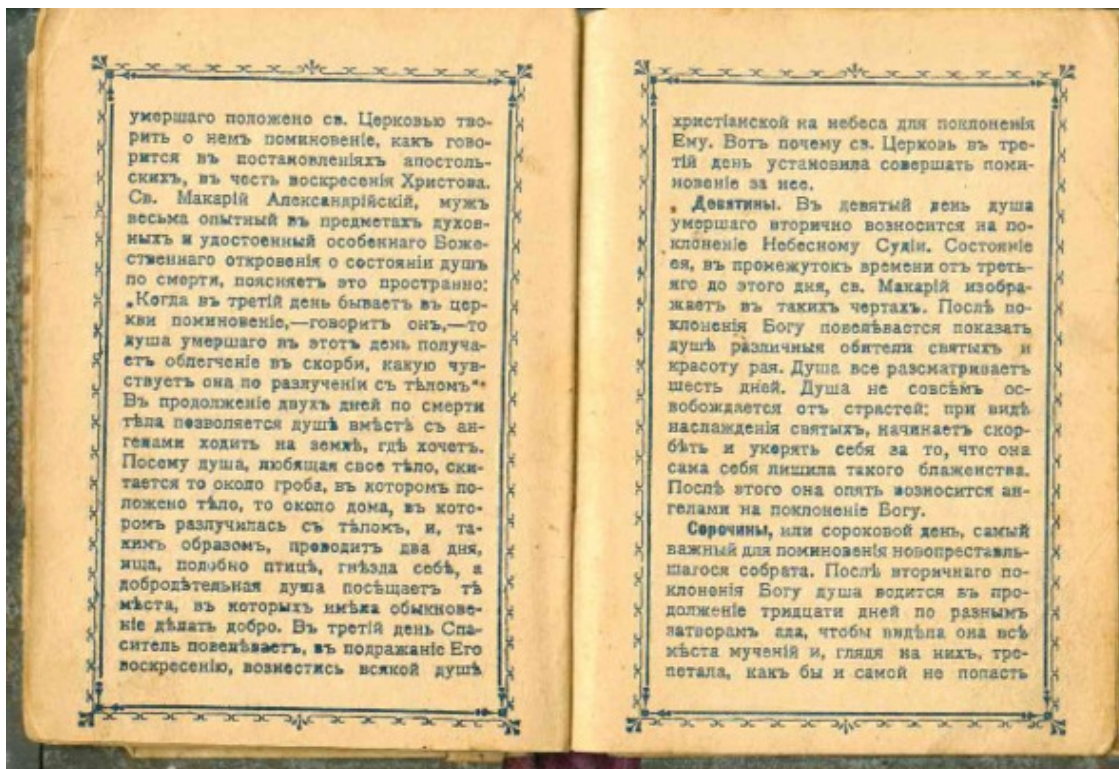 умершаго положено св. Церковью тво-
рить о немъ поминовеніе, какъ гово-
рится въ постановленіяхъ апостоль-
скихъ, въ честь воскресенія Христова.
Св. Макарій Александрійскій, мужъ
весьма опытный въ предметахъ духов-
ныхъ и удостоенный особеннаго Боже-
ственнаго откровенія о состояніи душъ
по смерти, поясняетъ это пространно:
„Когда въ третій день бываетъ въ цер-
кви поминовеніе,—говоритъ онъ,—то
душа умершаго въ этотъ день получа-
етъ облегченіе въ скорби, какую чув-
ствуетъ она по разлученіи съ тѣломъ“.
Въ продолженіе двухъ дней по смерти
тѣла позволяется душѣ вмѣстѣ съ ан-
гелами ходить на землѣ, гдѣ хочетъ.
Посему душа, любящая свое тѣло, ски-
тается то около гроба, въ которомъ по-
ложено тѣло, то около дома, въ кото-
ромъ разлучилась съ тѣломъ, и, та-
кимъ образомъ, проводитъ два дня,
ища, подобно птицѣ, гнѣзда себѣ, а
добродѣтельная душа посѣщаетъ тѣ
мѣста, въ которыхъ имѣла обыкнове-
ніе дѣлать добро. Въ третій день Спа-
ситель повелѣваетъ, въ подражаніе Его
воскресенію, вознестись всякой душѣ
христіанской на небеса для поклоненія
Ему. Вотъ почему св. Церковь въ тре-
тій день установила совершать поми-
новеніе за нее.
Девятины. Въ девятый день душа
умершаго вторично возносится на по-
клоненіе Небесному Судіи. Состояніе
ея, въ промежутокъ времени отъ треть-
яго до этого дня, св. Макарій изобра-
жаетъ въ такихъ чертахъ. Послѣ по-
клоненія Богу повелѣвается показать
душѣ различныя обители святыхъ и
красоту рая. Душа все разсматриваетъ
шесть дней. Душа не совсѣмъ ос-
вобождается отъ страстей: при видѣ
наслажденія святыхъ, начинаетъ скор-
бѣть и укорять себя за то, что она
сама себя лишила такого блаженства.
Послѣ этого она опять возносится ан-
гелами на поклоненіе Богу.
Сорочины, или сороковой день, самый
важный для поминовенія новопреставль-
шагося собрата. Послѣ вторичнаго по-
клоненія Богу душа водится въ про-
долженіе тридцати дней по разнымъ
затворамъ ада, чтобы видѣла она всѣ
мѣста мученій и, глядя на нихъ, тре-
петала, какъ бы и самой не попасть